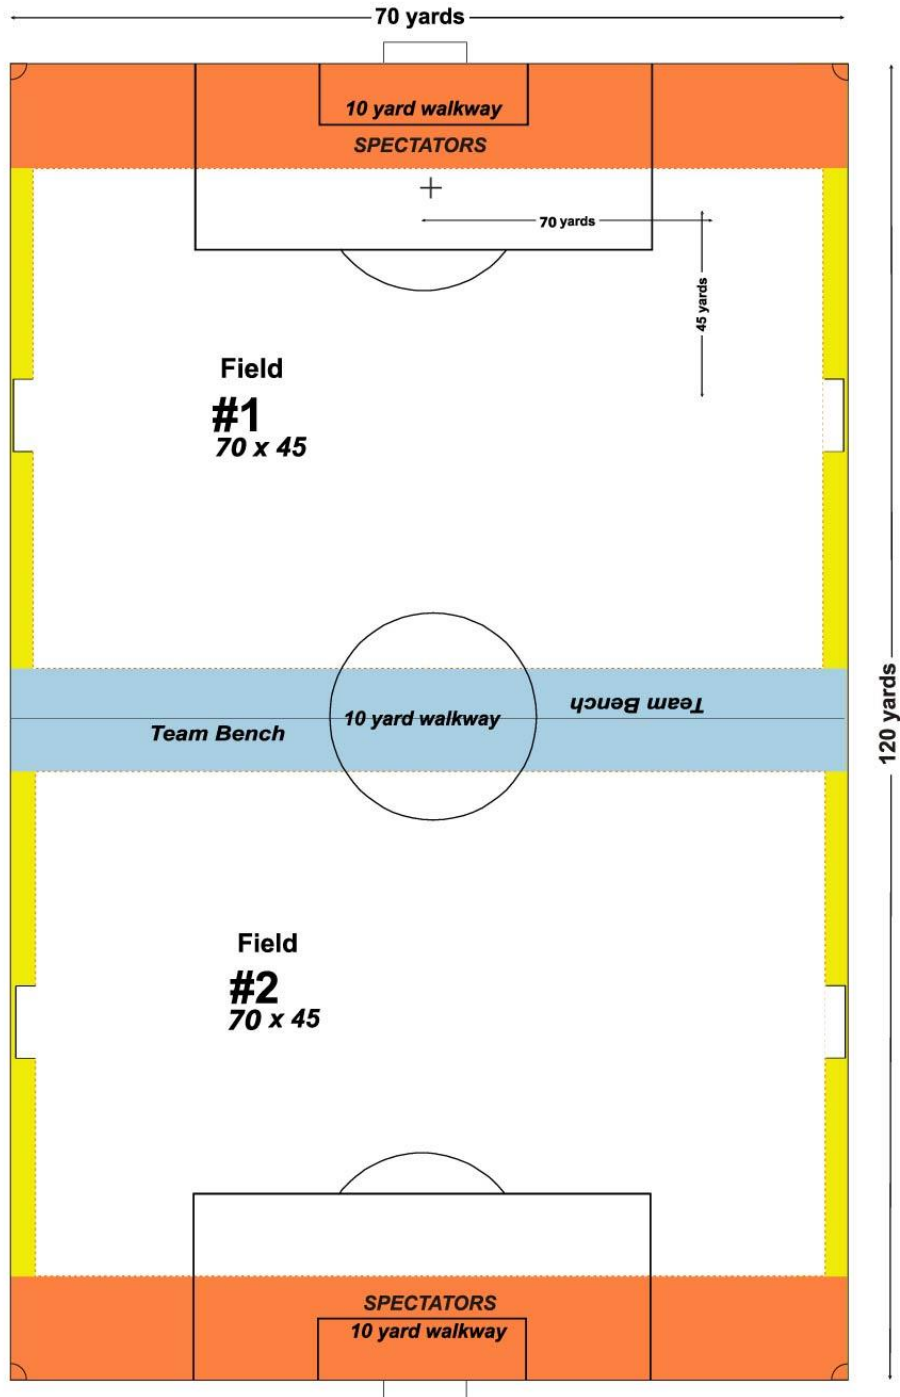 70 yards
10 yard walkway
SPECTATORS
70 yards
45 yards
Field
#1
70 x 45
Team Bench
10 yard walkway
Team Bench
120 yards
Field
#2
70 x 45
SPECTATORS
10 yard walkway